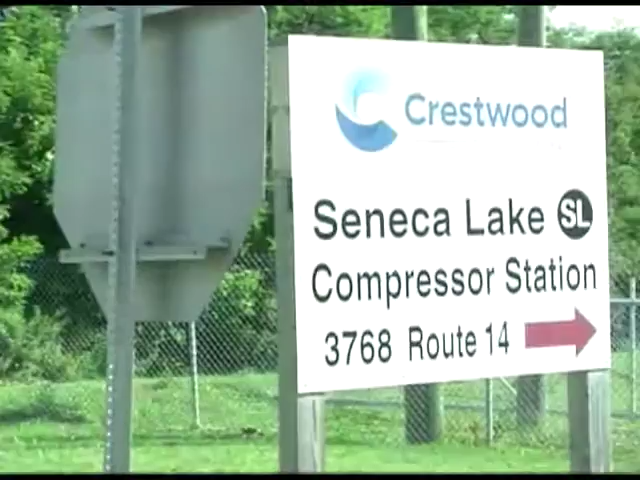 Crestwood
Seneca Lake SL
Compressor Station
3768 Route 14